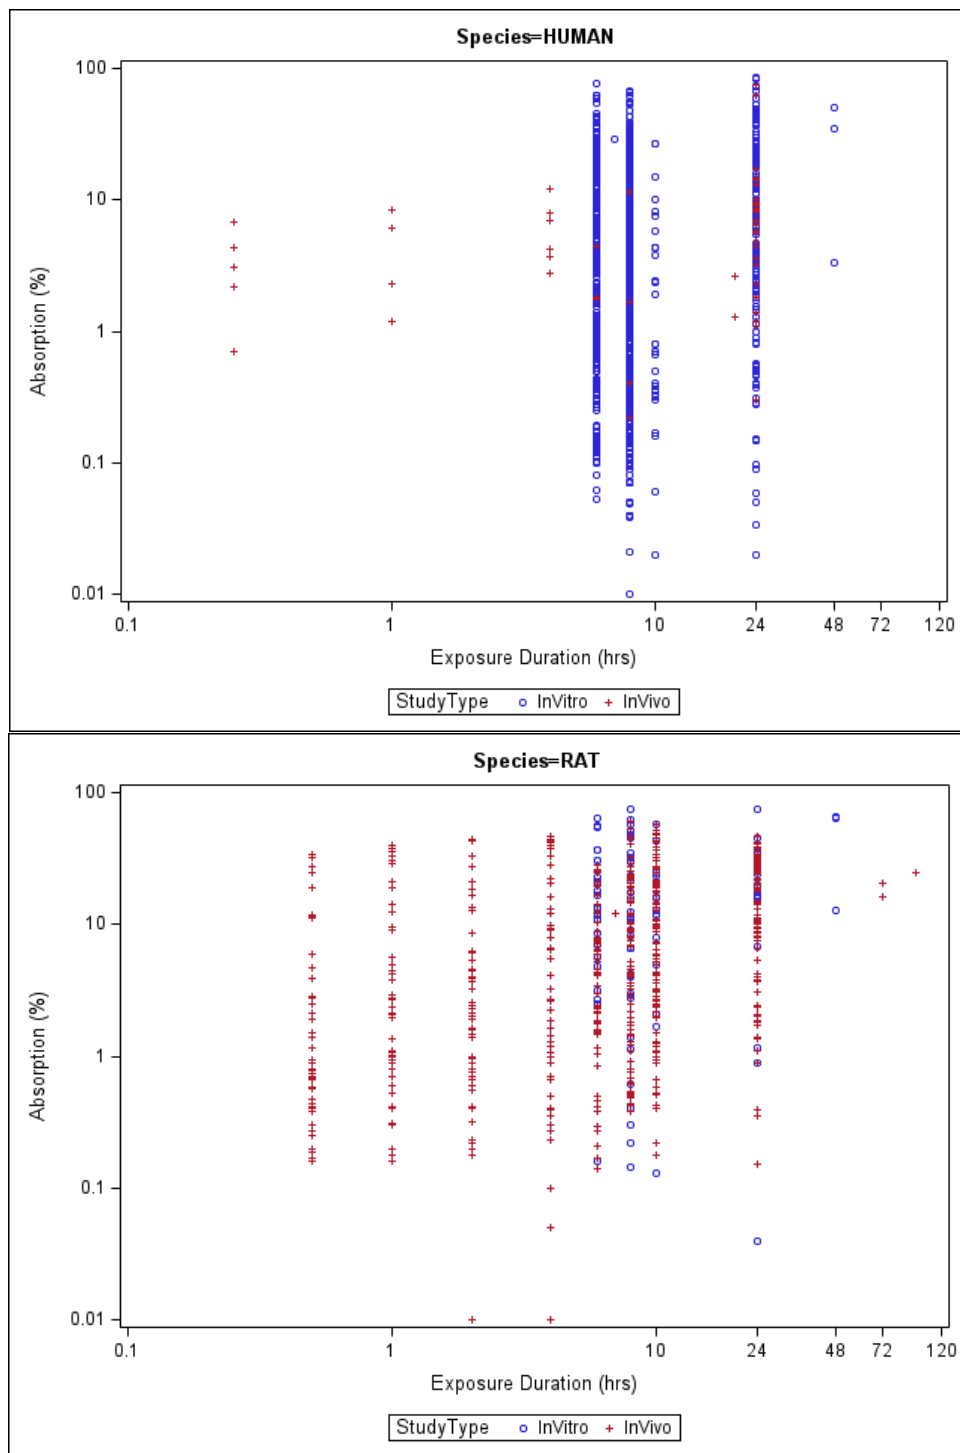 Species=HUMAN
100
10
1
0.1
0.01
Absorption (%)
0.1 1 10 24 48 72 120
Exposure Duration (hrs)
StudyType InVitro InVivo
Species=RAT
100
10
1
0.1
0.01
Absorption (%)
0.1 1 10 24 48 72 120
Exposure Duration (hrs)
StudyType InVitro InVivo